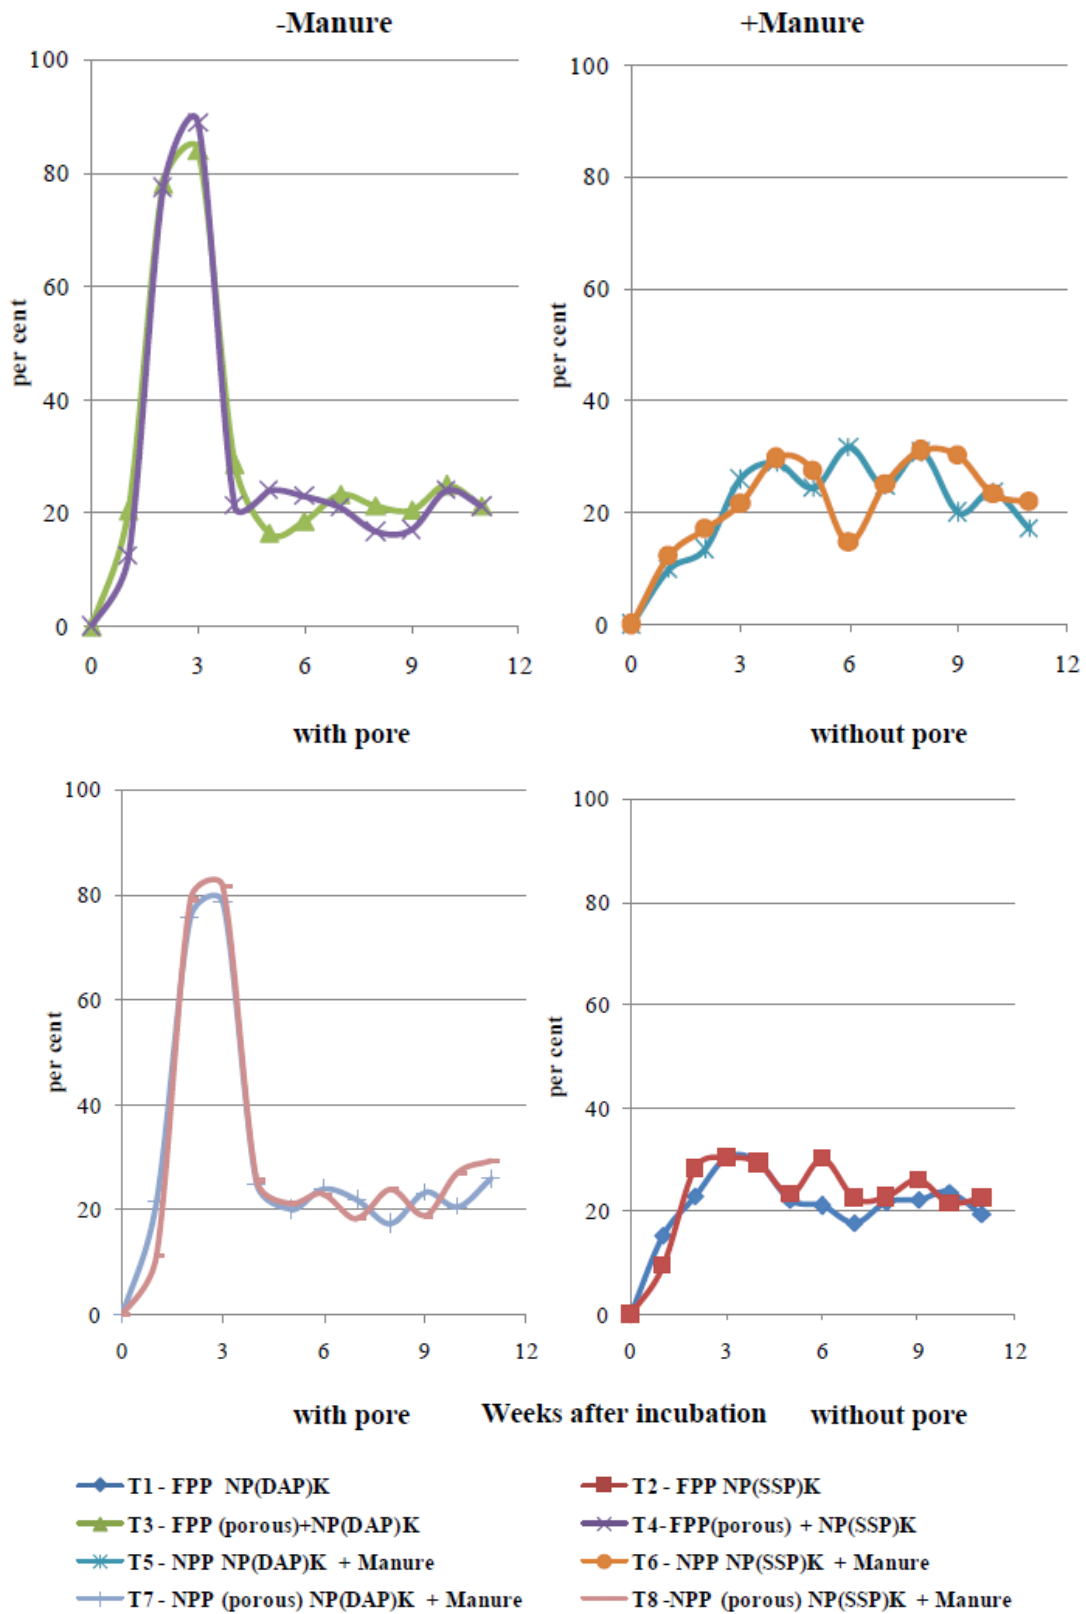 -Manure +Manure
100 100
80 80
60 60
per cent per cent
40 40
20 20
0 0
0 3 6 9 12 0 3 6 9 12
with pore without pore
100 100
80 80
60 60
per cent per cent
40 40
20 20
0 0
0 3 6 9 12 0 3 6 9 12
with pore Weeks after incubation without pore
T1 - FPP NP(DAP)K T2 - FPP NP(SSP)K
T3 - FPP (porous)+NP(DAP)K T4-FPP(porous) + NP(SSP)K
T5 - NPP NP(DAP)K + Manure T6 - NPP NP(SSP)K + Manure
T7 - NPP (porous) NP(DAP)K + Manure T8 -NPP (porous) NP(SSP)K + Manure